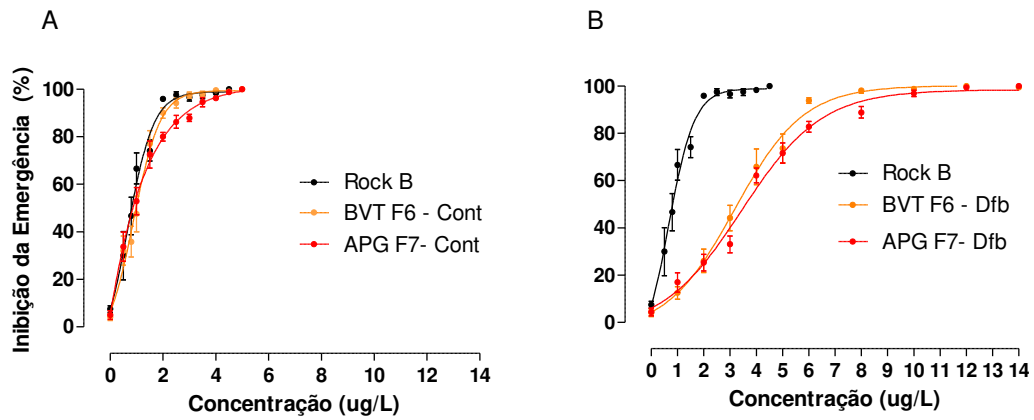 A
Inibição da Emergência (%)
100
80
60
40
20
0
Rock B
BVT F6 - Cont
APG F7- Cont
0 2 4 6 8 10 12 14
Concentração (ug/L)
B
100
80
60
40
20
0
Rock B
BVT F6 - Dfb
APG F7- Dfb
0 1 2 3 4 5 6 7 8 9 10 11 12 13 14
Concentração (ug/L)